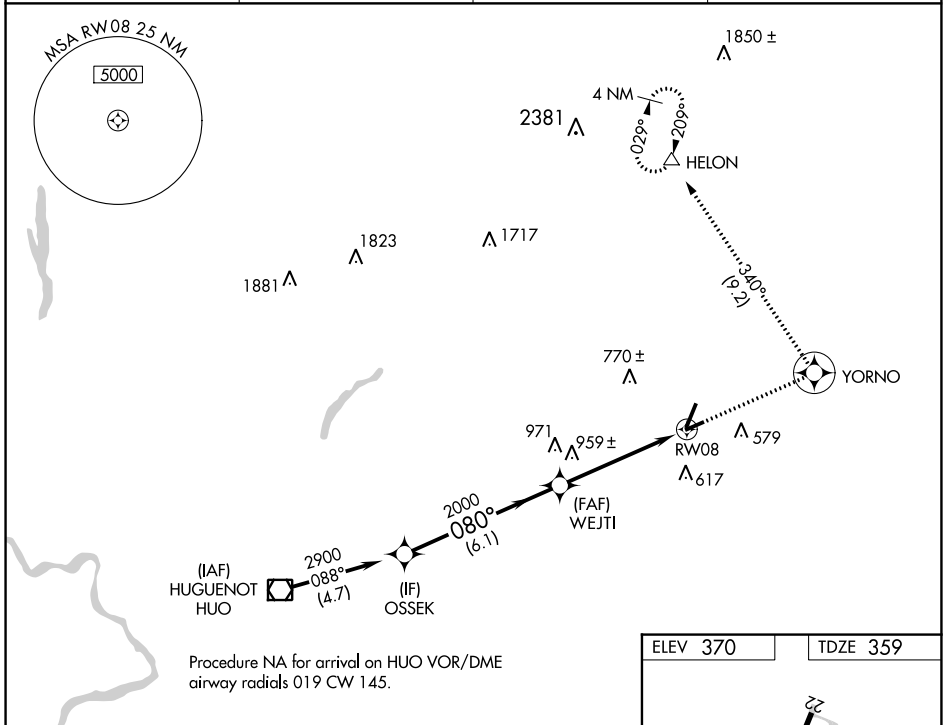 MSA RW08 25 NM
5000
1850 ±
4 NM
2381
029°
209°
HELON
1823
1717
1881
340°
(9.2)
770 ±
YORNO
971
959 ±
579
RW08
617
(FAF)
WEJTI
2000
080°
(6.1)
2900
088°
(4.7)
(IAF)
HUGUENOT
HUO
(IF)
OSSEK
Procedure NA for arrival on HUO VOR/DME
airway radials 019 CW 145.
ELEV 370
TDZE 359
22